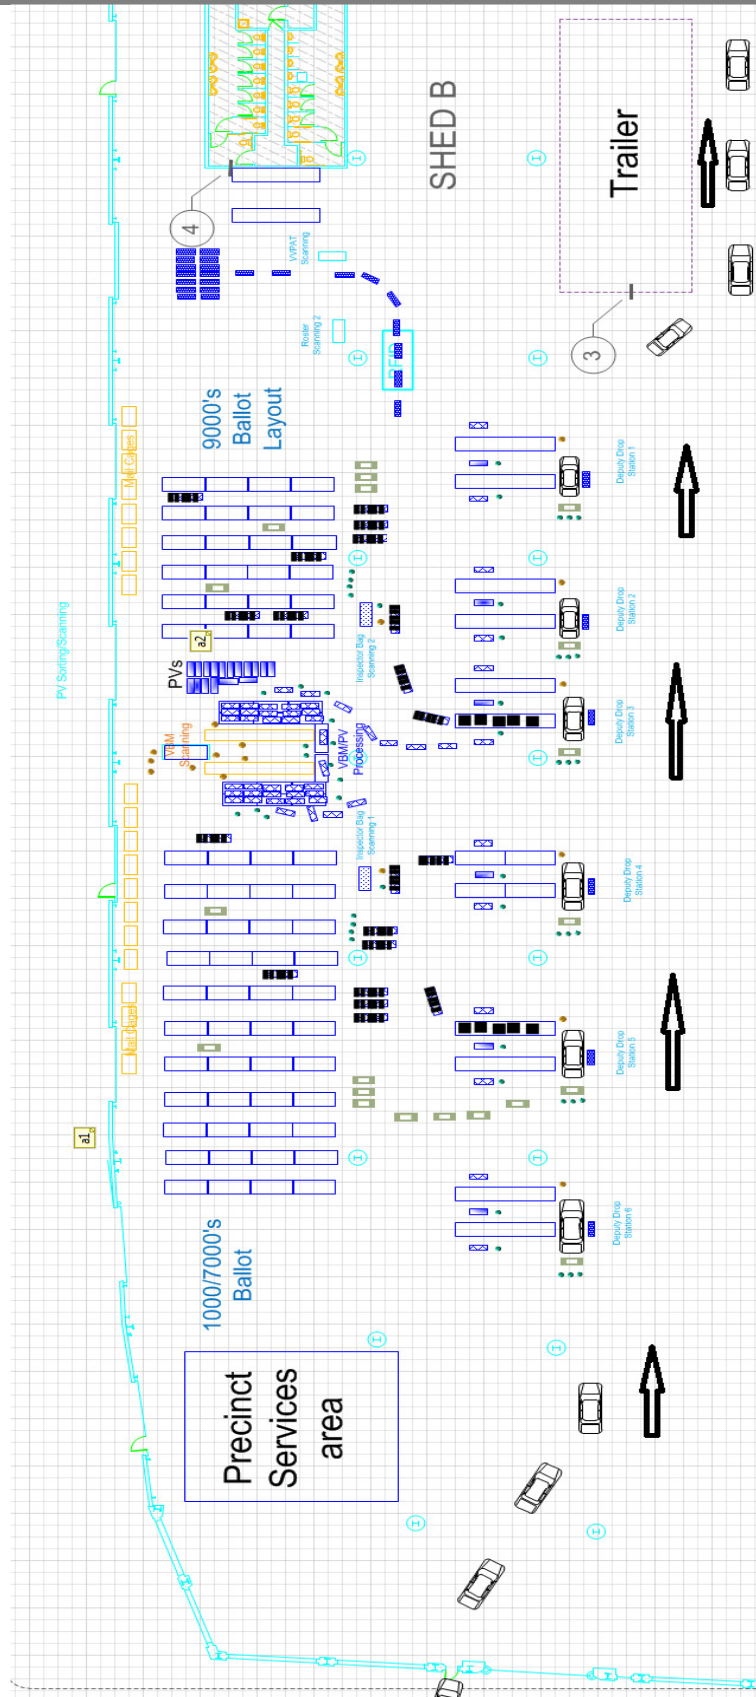 SHED B
Trailer
4
3
VVPAT
Scanning
Roster
Scanning 2
RFID
9000's
Ballot
Layout
Mail Cages
Deputy Drop
Station 1
PV Sorting/Scanning
Deputy Drop
Station 2
a2
Inspector Bag
Scanning 2
PVs
Deputy Drop
Station 3
VBM
Scanning
VBM/PV
Processing
Inspector Bag
Scanning 1
Deputy Drop
Station 4
Mail Cages
Deputy Drop
Station 5
a1
Deputy Drop
Station 6
1000/7000's
Ballot
Precinct
Services
area